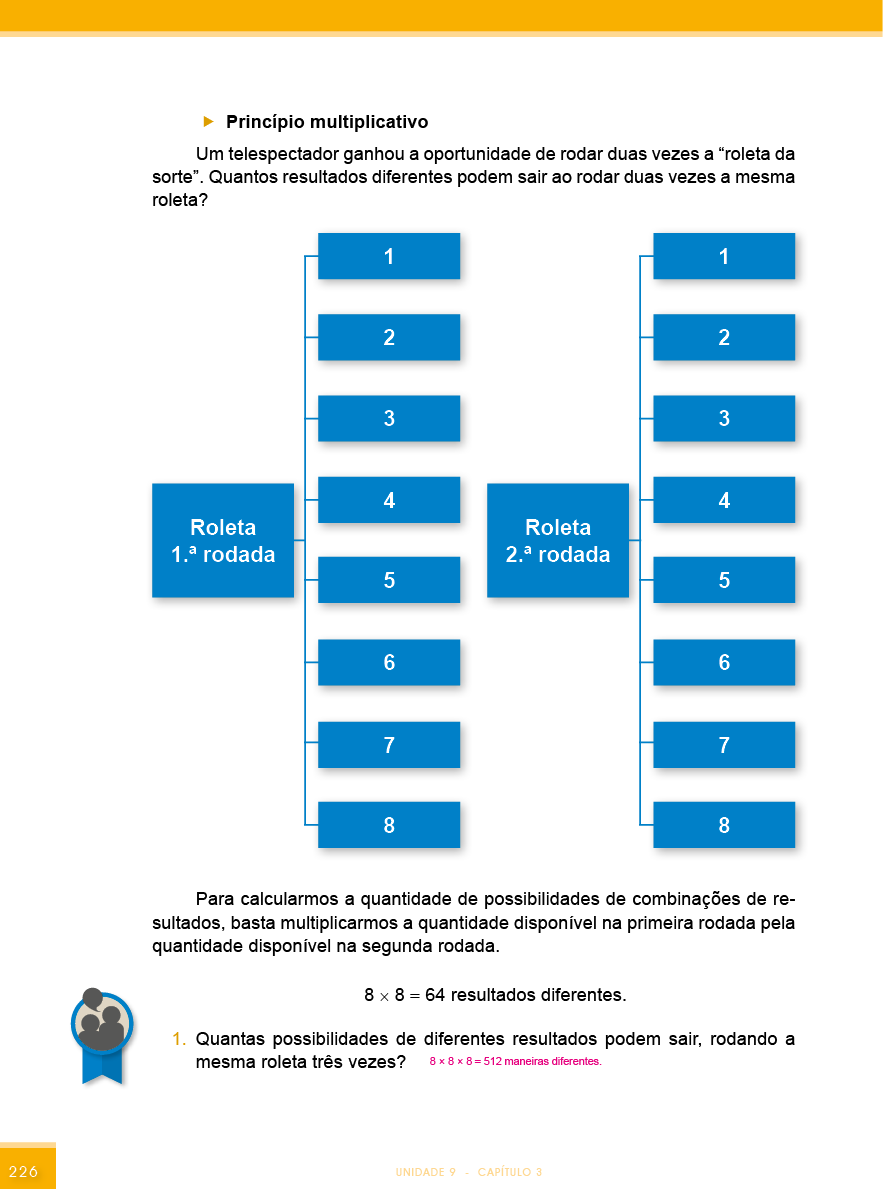 Princípio multiplicativo
Um telespectador ganhou a oportunidade de rodar duas vezes a “roleta da
sorte”. Quantos resultados diferentes podem sair ao rodar duas vezes a mesma
roleta?
Roleta
1.ª rodada
1
2
3
4
5
6
7
8
Roleta
2.ª rodada
1
2
3
4
5
6
7
8
Para calcularmos a quantidade de possibilidades de combinações de re-
sultados, basta multiplicarmos a quantidade disponível na primeira rodada pela
quantidade disponível na segunda rodada.
8 × 8 = 64 resultados diferentes.
1. Quantas possibilidades de diferentes resultados podem sair, rodando a
mesma roleta três vezes? 8 × 8 × 8 = 512 maneiras diferentes.
226
UNIDADE 9 - CAPÍTULO 3